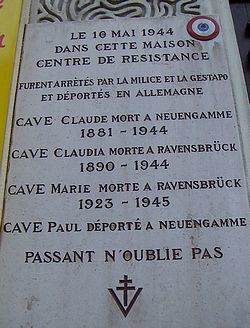 LE 10 MAI 1944
DANS CETTE MAISON
CENTRE DE RESISTANCE
FURENT ARRÊTÉS PAR LA MILICE ET LA GESTAPO
ET DÉPORTÉS EN ALLEMAGNE
CAVE CLAUDE MORT A NEUENGAMME
1881 - 1944
CAVE CLAUDIA MORTE A RAVENSBRÜCK
1890 - 1944
CAVE MARIE MORTE A RAVENSBRÜCK
1923 - 1945
CAVE PAUL DÉPORTÉ A NEUENGAMME
PASSANT N'OUBLIE PAS